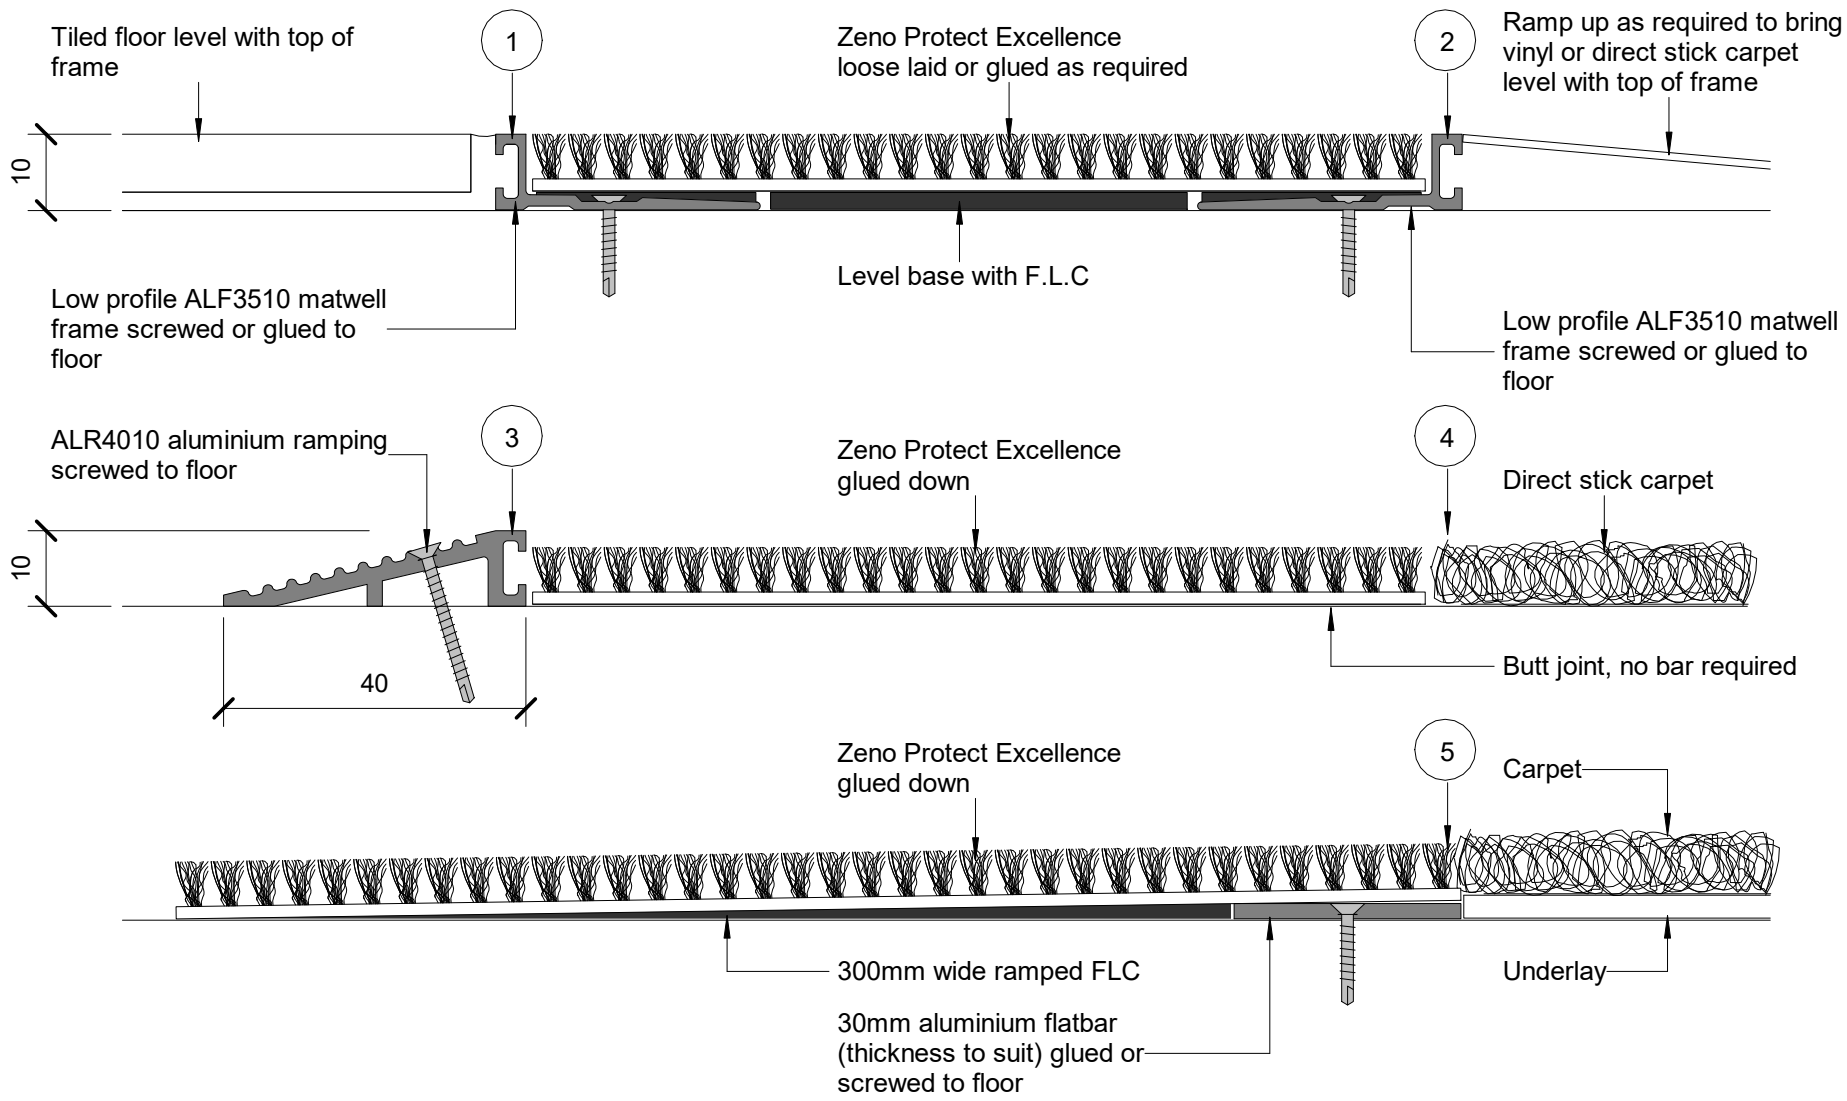 Tiled floor level with top of
frame
1
Zeno Protect Excellence
loose laid or glued as required
2
Ramp up as required to bring
vinyl or direct stick carpet
level with top of frame
10
Level base with F.L.C
Low profile ALF3510 matwell
frame screwed or glued to
floor
Low profile ALF3510 matwell
frame screwed or glued to
floor
ALR4010 aluminium ramping
screwed to floor
3
Zeno Protect Excellence
glued down
4
Direct stick carpet
10
40
Butt joint, no bar required
Zeno Protect Excellence
glued down
5
Carpet
300mm wide ramped FLC
Underlay
30mm aluminium flatbar
(thickness to suit) glued or
screwed to floor